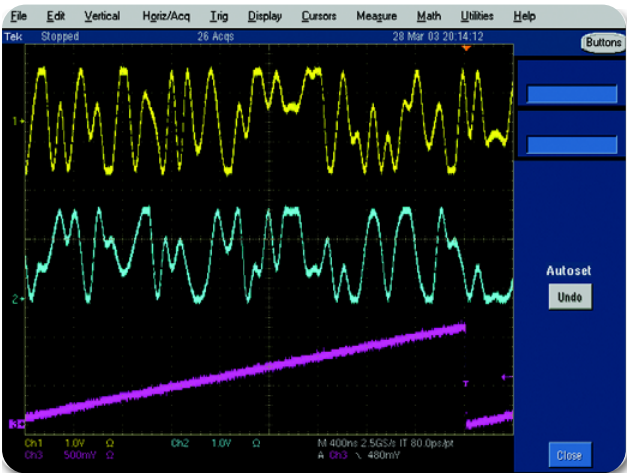 File Edit Vertical Horiz/Acq Trig Display Cursors Measure Math Utilities Help
Tek Stopped 26 Acqs 28 Mar 03 20:14:12
Buttons
1
2
3
T
Autoset
Undo
Close
Ch1 1.0V Ω Ch2 1.0V Ω M 400ns 2.5GS/s IT 80.0ps/pt
Ch3 500mV Ω A Ch3 \ 480mV